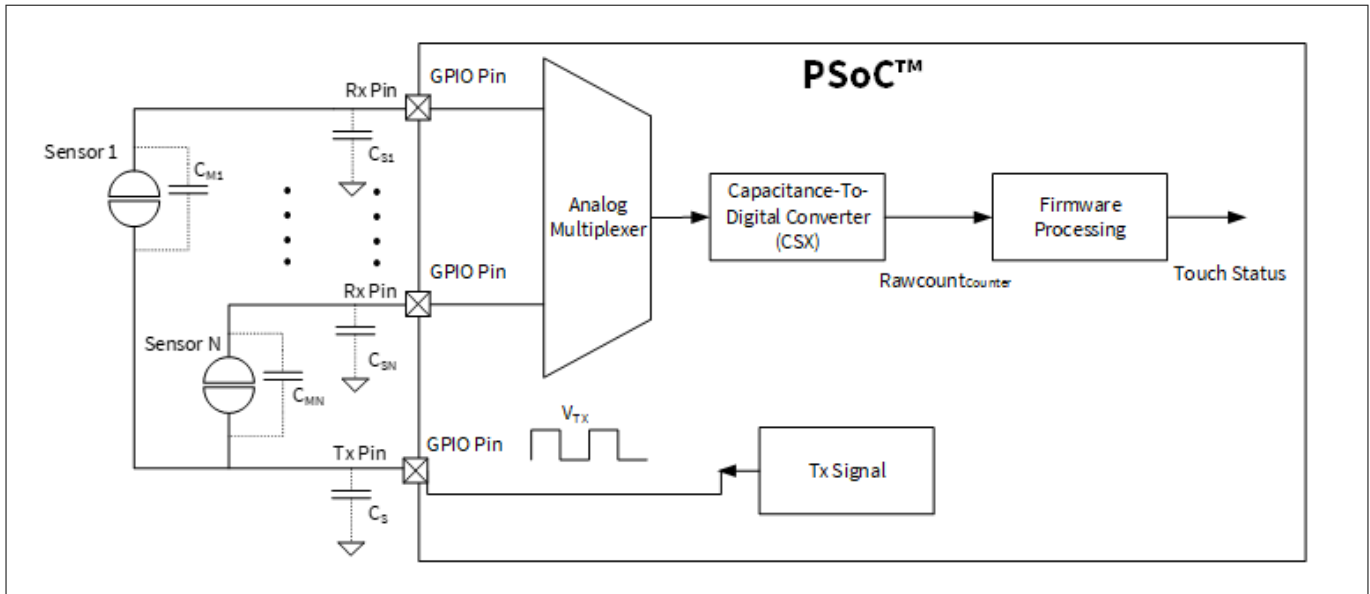 PSoC™
GPIO Pin
Rx Pin
Sensor 1
CM1
CS1
Analog
Multiplexer
Capacitance-To-
Digital Converter
(CSX)
Firmware
Processing
GPIO Pin
Rx Pin
RawcountCounter
Touch Status
Sensor N
CMN
CSN
VTX
Tx Pin
GPIO Pin
Tx Signal
CS